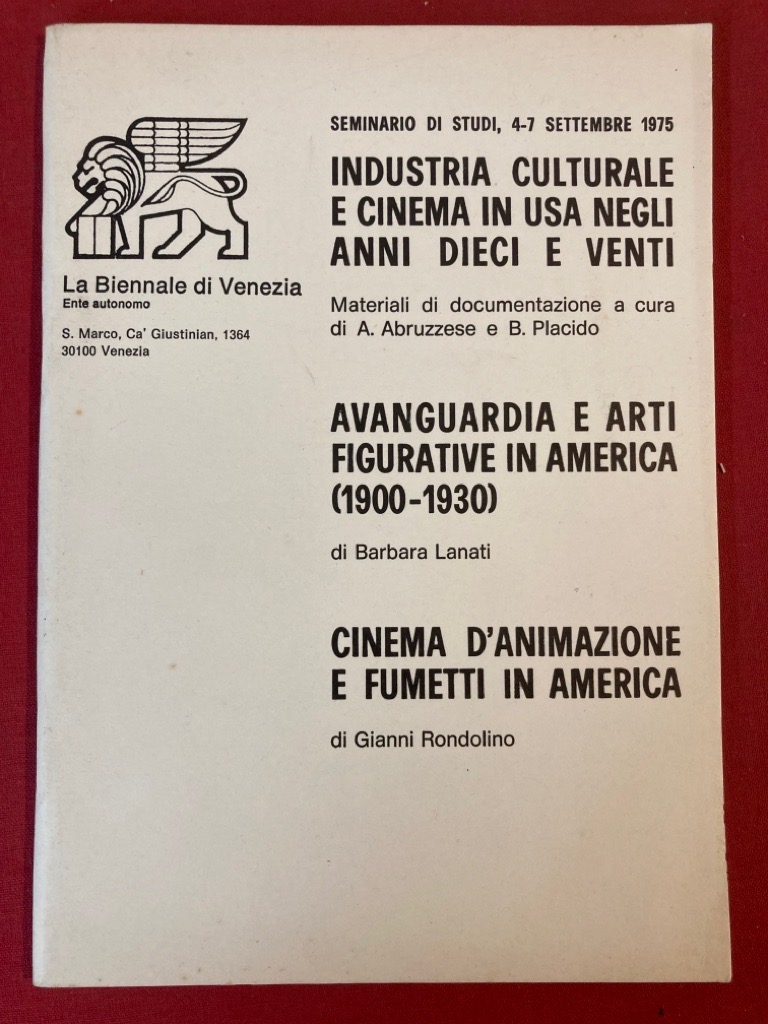 La Biennale di Venezia
Ente autonomo
S. Marco, Ca' Giustinian, 1364
30100 Venezia
SEMINARIO DI STUDI, 4-7 SETTEMBRE 1975
INDUSTRIA CULTURALE
E CINEMA IN USA NEGLI
ANNI DIECI E VENTI
Materiali di documentazione a cura
di A. Abruzzese e B. Placido
AVANGUARDIA E ARTI
FIGURATIVE IN AMERICA
(1900-1930)
di Barbara Lanati
CINEMA D'ANIMAZIONE
E FUMETTI IN AMERICA
di Gianni Rondolino